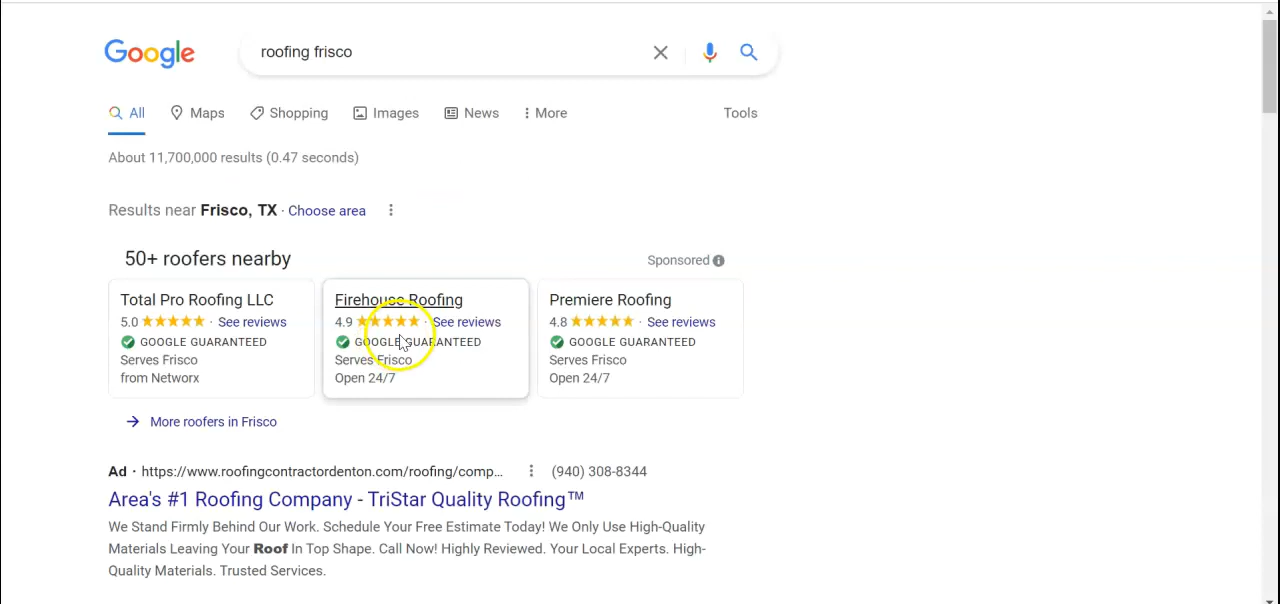 Google
roofing frisco
All Maps Shopping Images News More Tools
About 11,700,000 results (0.47 seconds)
Results near Frisco, TX · Choose area
50+ roofers nearby Sponsored
Total Pro Roofing LLC
5.0 · See reviews
GOOGLE GUARANTEED
Serves Frisco
from Networx
Firehouse Roofing
4.9 · See reviews
GOOGLE GUARANTEED
Serves Frisco
Open 24/7
Premiere Roofing
4.8 · See reviews
GOOGLE GUARANTEED
Serves Frisco
Open 24/7
More roofers in Frisco
Ad · https://www.roofingcontractordenton.com/roofing/comp... (940) 308-8344
Area's #1 Roofing Company - TriStar Quality Roofing™
We Stand Firmly Behind Our Work. Schedule Your Free Estimate Today! We Only Use High-Quality
Materials Leaving Your Roof In Top Shape. Call Now! Highly Reviewed. Your Local Experts. High-
Quality Materials. Trusted Services.